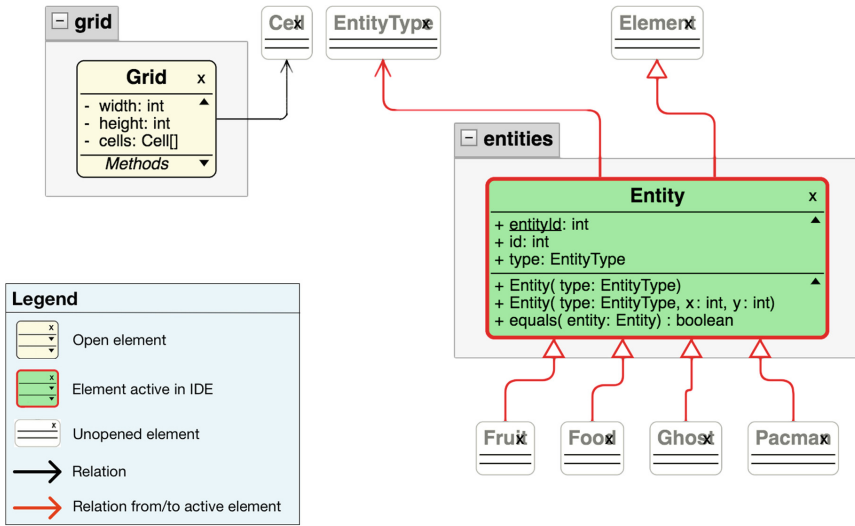 grid
Cell x
EntityType x
Element x
Grid x
- width: int
- height: int
- cells: Cell[]
Methods
entities
Entity x
+ entityId: int
+ id: int
+ type: EntityType
+ Entity( type: EntityType)
+ Entity( type: EntityType, x: int, y: int)
+ equals( entity: Entity) : boolean
Fruit x
Food x
Ghost x
Pacman x
Legend
x
Open element
x
Element active in IDE
x
Unopened element
Relation
Relation from/to active element